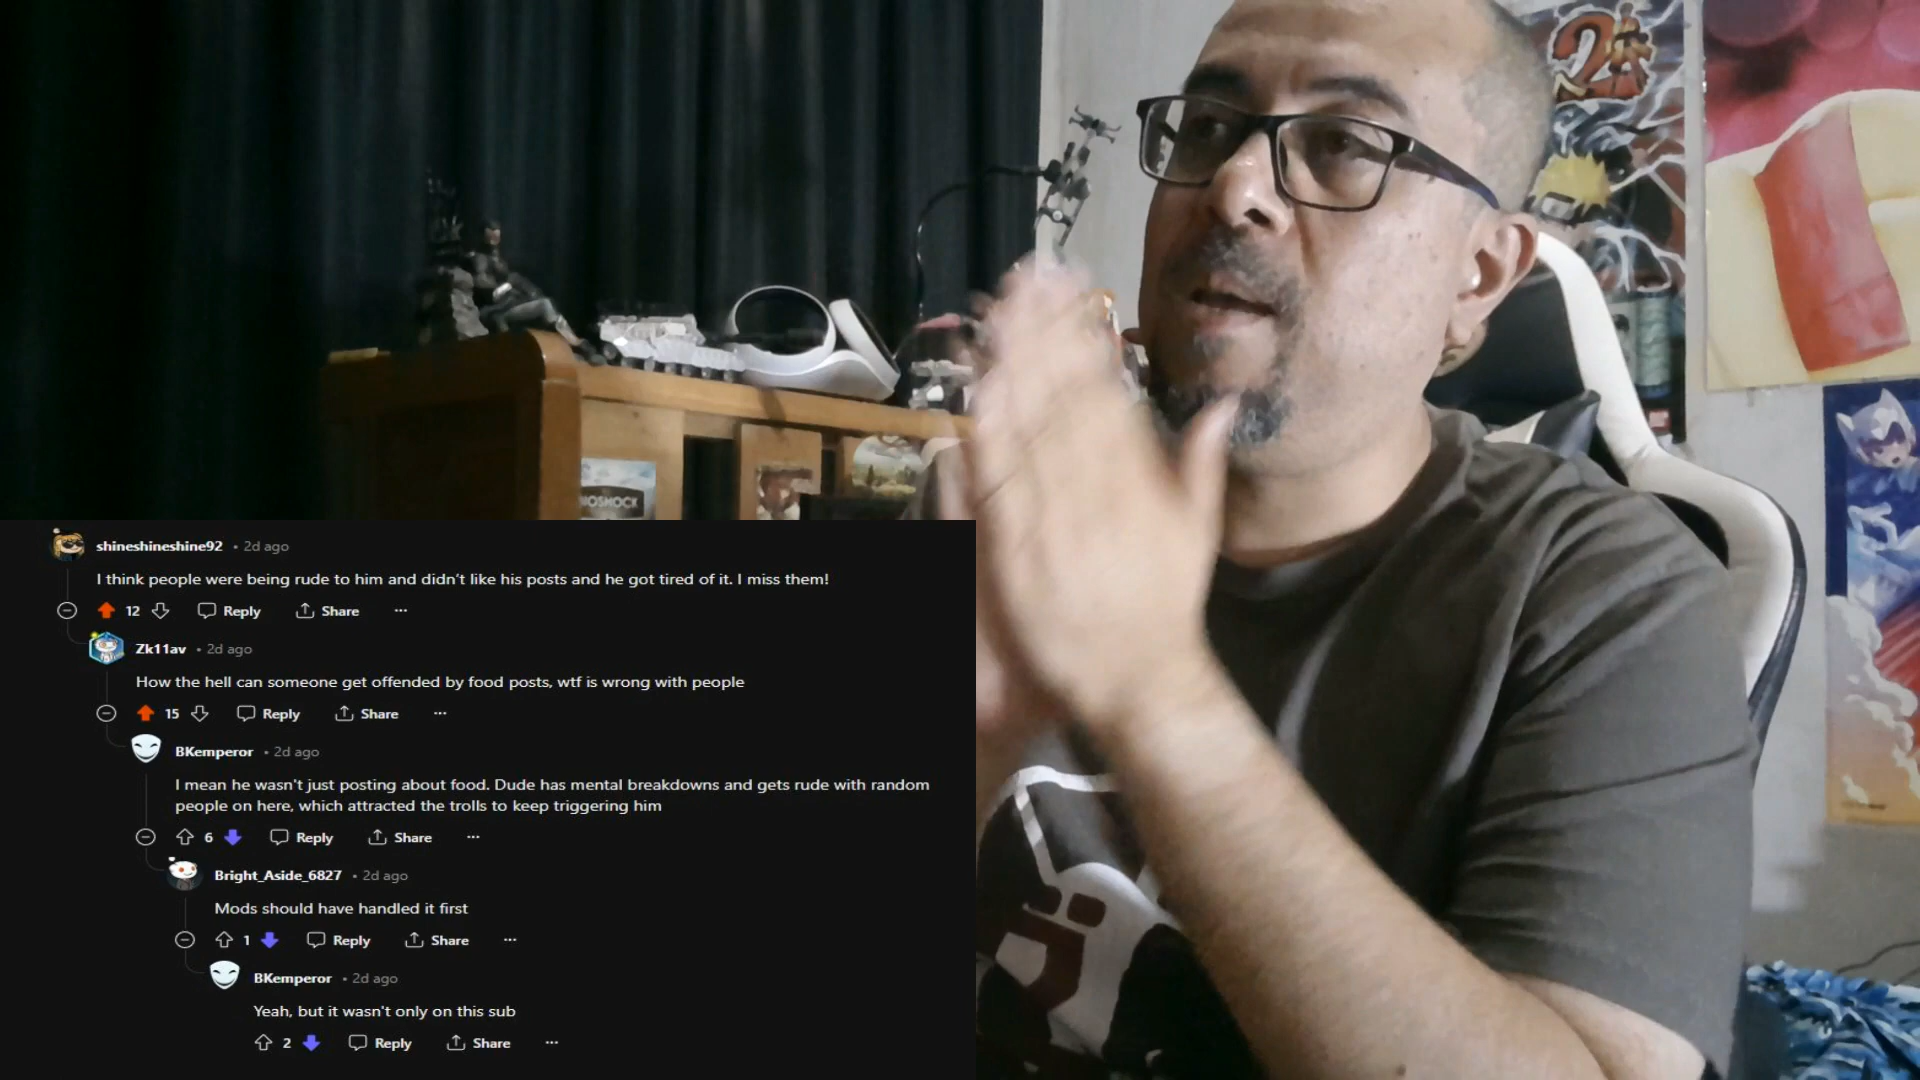 BIOSHOCK
shineshineshine92 • 2d ago
I think people were being rude to him and didn't like his posts and he got tired of it. I miss them!
12 Reply Share ...
Zk11av • 2d ago
How the hell can someone get offended by food posts, wtf is wrong with people
15 Reply Share ...
BKemperor • 2d ago
I mean he wasn't just posting about food. Dude has mental breakdowns and gets rude with random
people on here, which attracted the trolls to keep triggering him
6 Reply Share ...
Bright_Aside_6827 • 2d ago
Mods should have handled it first
1 Reply Share ...
BKemperor • 2d ago
Yeah, but it wasn't only on this sub
2 Reply Share ...